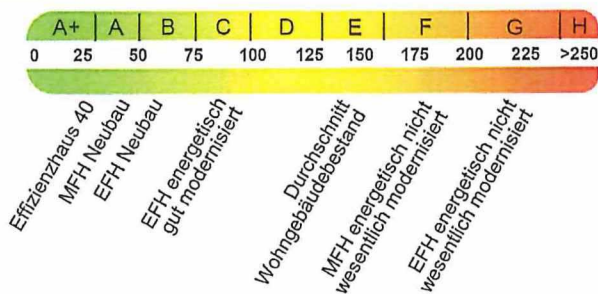 A+ A B C D E F G H
0 25 50 75 100 125 150 175 200 225 >250
Effizienzhaus 40
MFH Neubau
EFH Neubau
EFH energetisch
gut modernisiert
Durchschnitt
Wohngebäudebestand
MFH energetisch nicht
wesentlich modernisiert
EFH energetisch nicht
wesentlich modernisiert